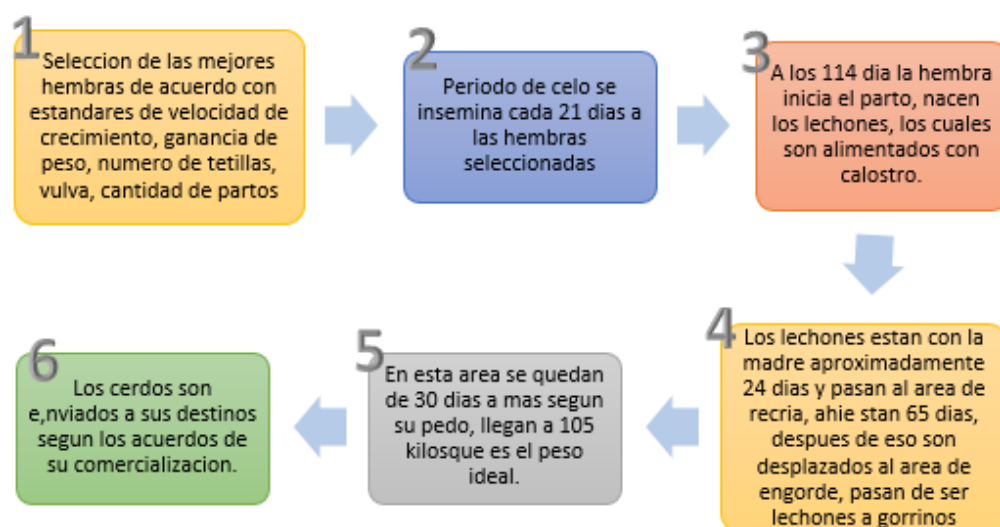 1
Seleccion de las mejores
hembras de acuerdo con
estandares de velocidad de
crecimiento, ganancia de
peso, numero de tetillas,
vulva, cantidad de partos
2
Periodo de celo se
insemina cada 21 dias a
las hembras
seleccionadas
3
A los 114 dia la hembra
inicia el parto, nacen
los lechones, los cuales
son alimentados con
calostro.
4
Los lechones estan con la
madre aproximadamente
24 dias y pasan al area de
recria, ahie stan 65 dias,
despues de eso son
desplazados al area de
engorde, pasan de ser
lechones a gorrinos
5
En esta area se quedan
de 30 dias a mas segun
su pedo, llegan a 105
kilosque es el peso
ideal.
6
Los cerdos son
e,nviados a sus destinos
segun los acuerdos de
su comercializacion.